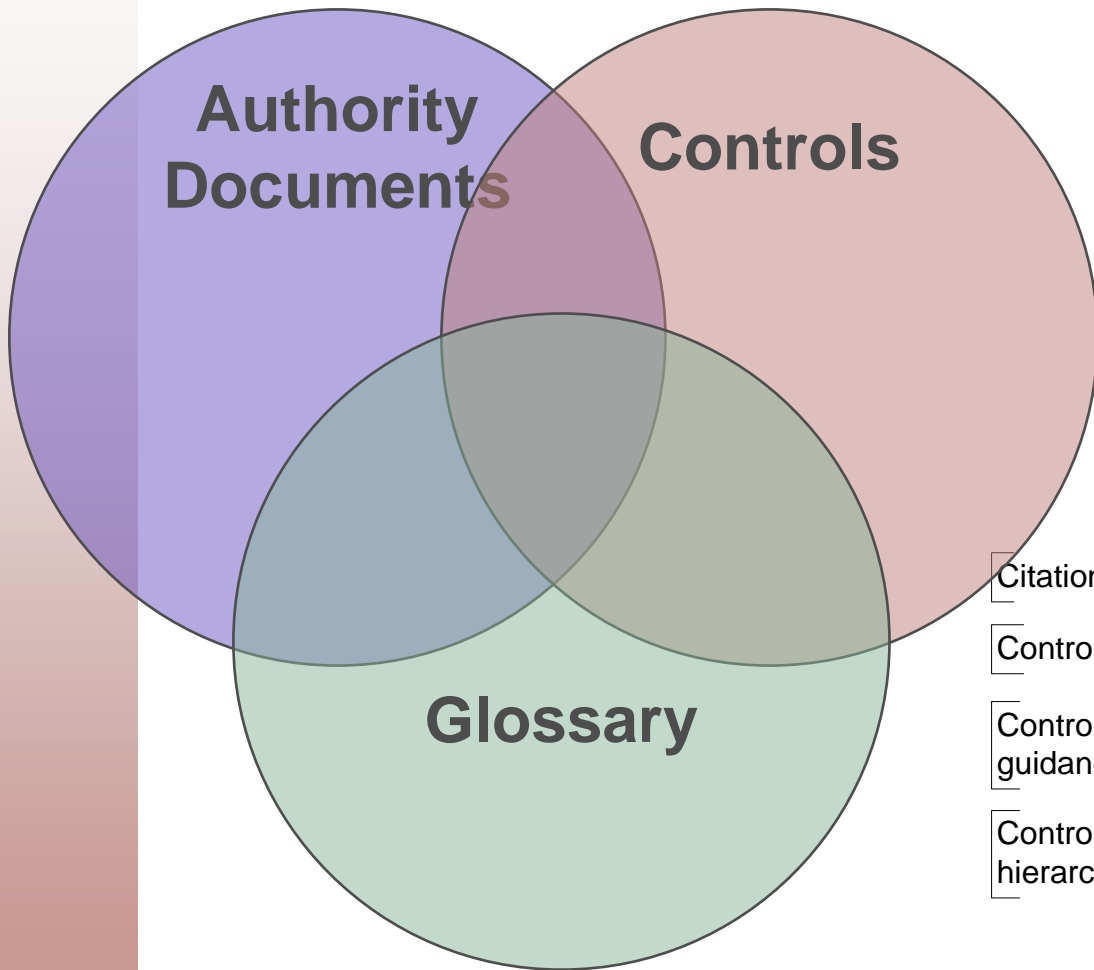 Authority
Documents
Controls
Glossary
Citation
Contro
Contro
guidanc
Contro
hierarc